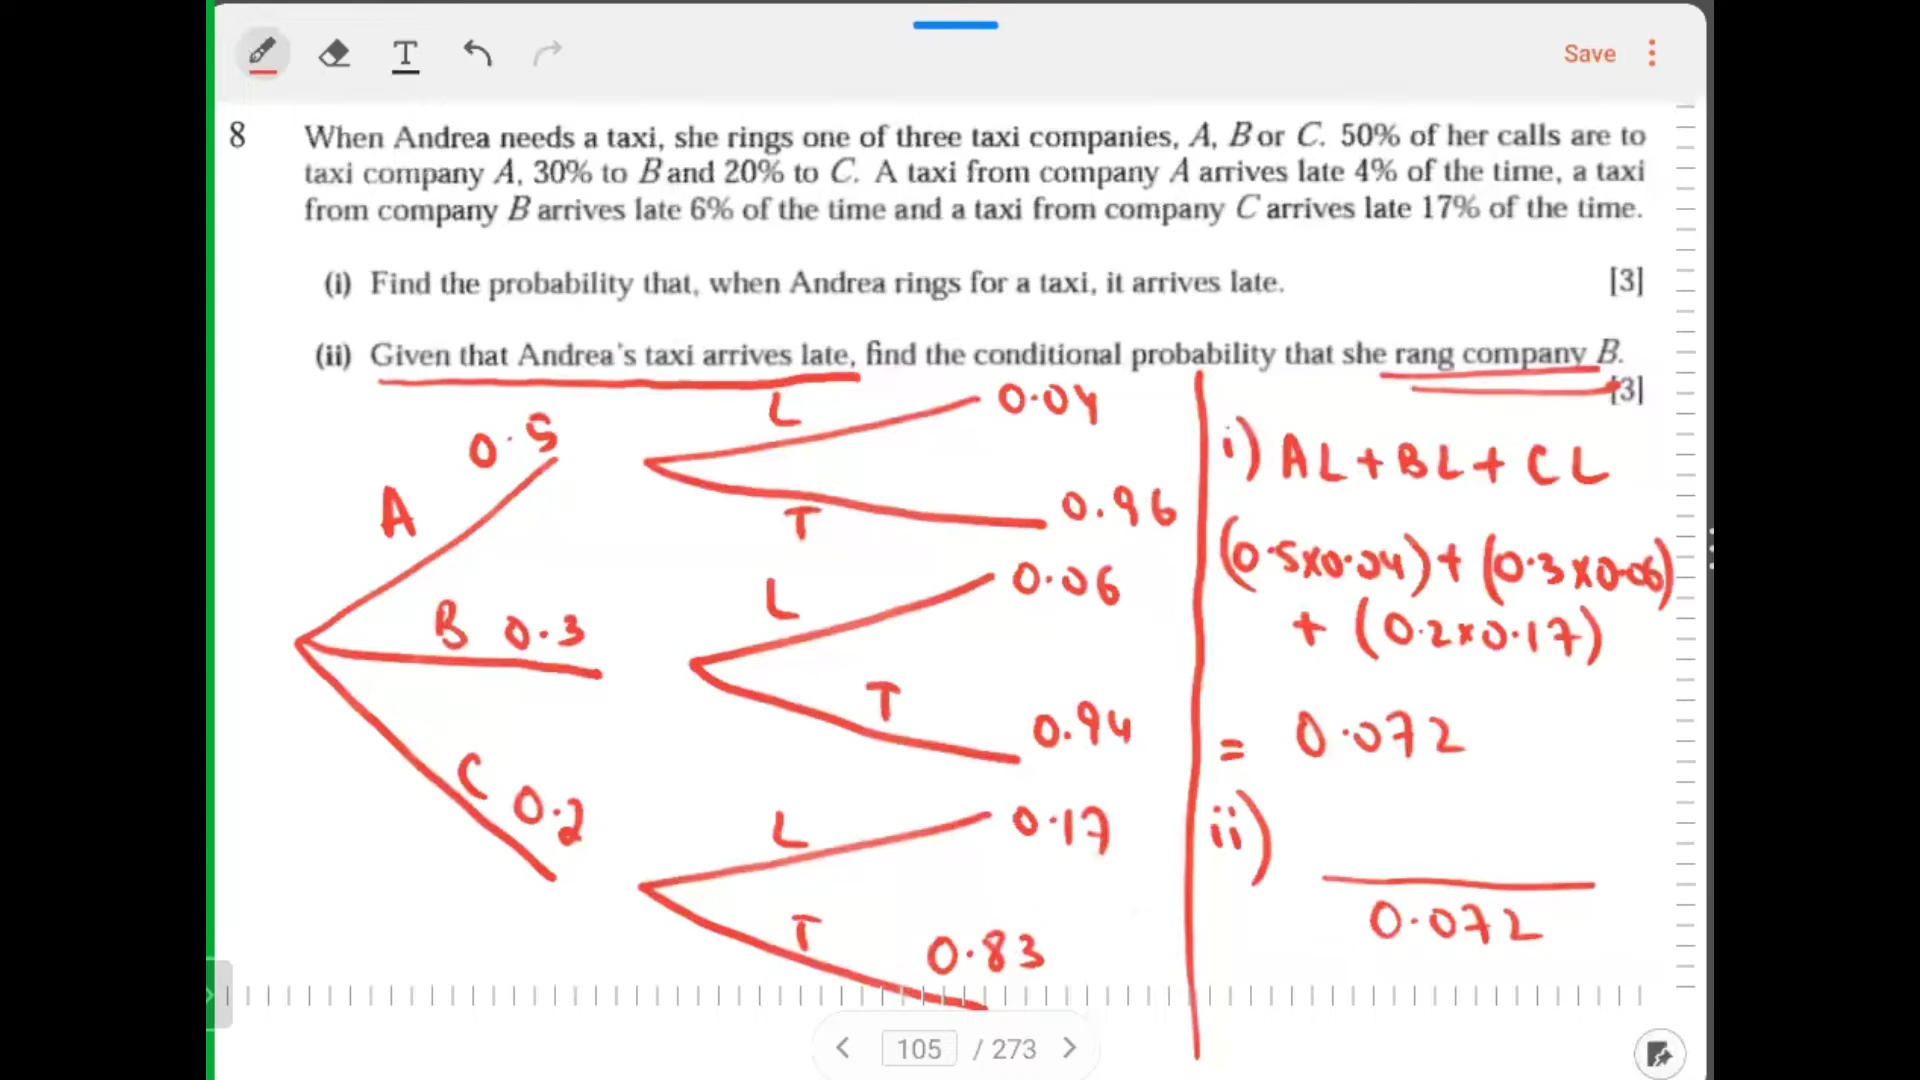 T Save
8 When Andrea needs a taxi, she rings one of three taxi companies, A, B or C. 50% of her calls are to
taxi company A, 30% to B and 20% to C. A taxi from company A arrives late 4% of the time, a taxi
from company B arrives late 6% of the time and a taxi from company C arrives late 17% of the time.
(i) Find the probability that, when Andrea rings for a taxi, it arrives late. [3]
(ii) Given that Andrea's taxi arrives late, find the conditional probability that she rang company B.
[3]
A 0.5
L 0.04
T 0.96
B 0.3
L 0.06
T 0.94
C 0.2
L 0.17
T 0.83
i) AL + BL + CL
(0.5×0.04) + (0.3×0.06)
+ (0.2×0.17)
= 0.072
ii)
0.072
105 / 273